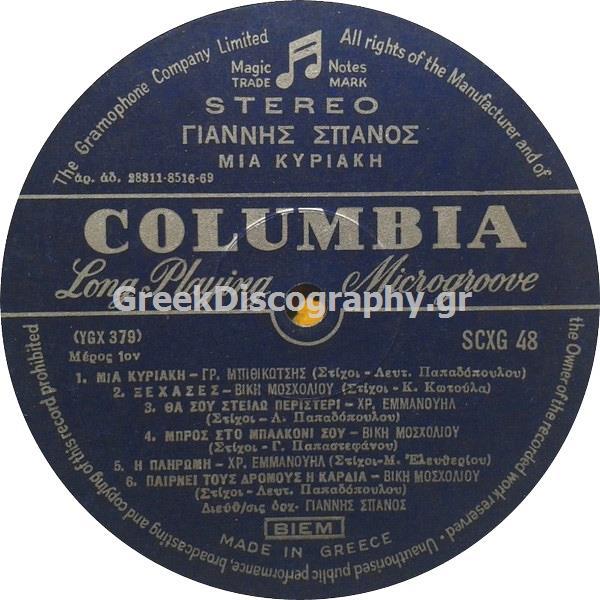 The Gramophone Company Limited
All rights of the Manufacturer and of
the Owner of the recorded work reserved · Unauthorised public performance, broadcasting and copying of this record prohibited
Magic Notes
TRADE MARK
STEREO
ΓΙΑΝΝΗΣ ΣΠΑΝΟΣ
ΜΙΑ ΚΥΡΙΑΚΗ
ἀρ. ἀδ. 28311-8516-69
COLUMBIA
Long Playing Microgroove
GreekDiscography.gr
(YGX 379) SCXG 48
Μέρος 1ον
1. ΜΙΑ ΚΥΡΙΑΚΗ – ΓΡ. ΜΠΙΘΙΚΩΤΣΗΣ (Στίχοι – Λευτ. Παπαδόπουλου)
2. ΞΕΧΑΣΕΣ – ΒΙΚΗ ΜΟΣΧΟΛΙΟΥ (Στίχοι – Κ. Κωτούλα)
3. ΘΑ ΣΟΥ ΣΤΕΙΛΩ ΠΕΡΙΣΤΕΡΙ – ΧΡ. ΕΜΜΑΝΟΥΗΛ
(Στίχοι – Λ. Παπαδόπουλου)
4. ΜΠΡΟΣ ΣΤΟ ΜΠΑΛΚΟΝΙ ΣΟΥ – ΒΙΚΗ ΜΟΣΧΟΛΙΟΥ
(Στίχοι – Γ. Παπαστεφάνου)
5. Η ΠΛΗΡΩΜΗ – ΧΡ. ΕΜΜΑΝΟΥΗΛ (Στίχοι–Μ. Ἐλευθερίου)
6. ΠΑΙΡΝΕΙ ΤΟΥΣ ΔΡΟΜΟΥΣ Η ΚΑΡΔΙΑ – ΒΙΚΗ ΜΟΣΧΟΛΙΟΥ
(Στίχοι – Λευτ. Παπαδόπουλου)
Διεύθ/σις ὀρχ. ΓΙΑΝΝΗΣ ΣΠΑΝΟΣ
BIEM
MADE IN GREECE